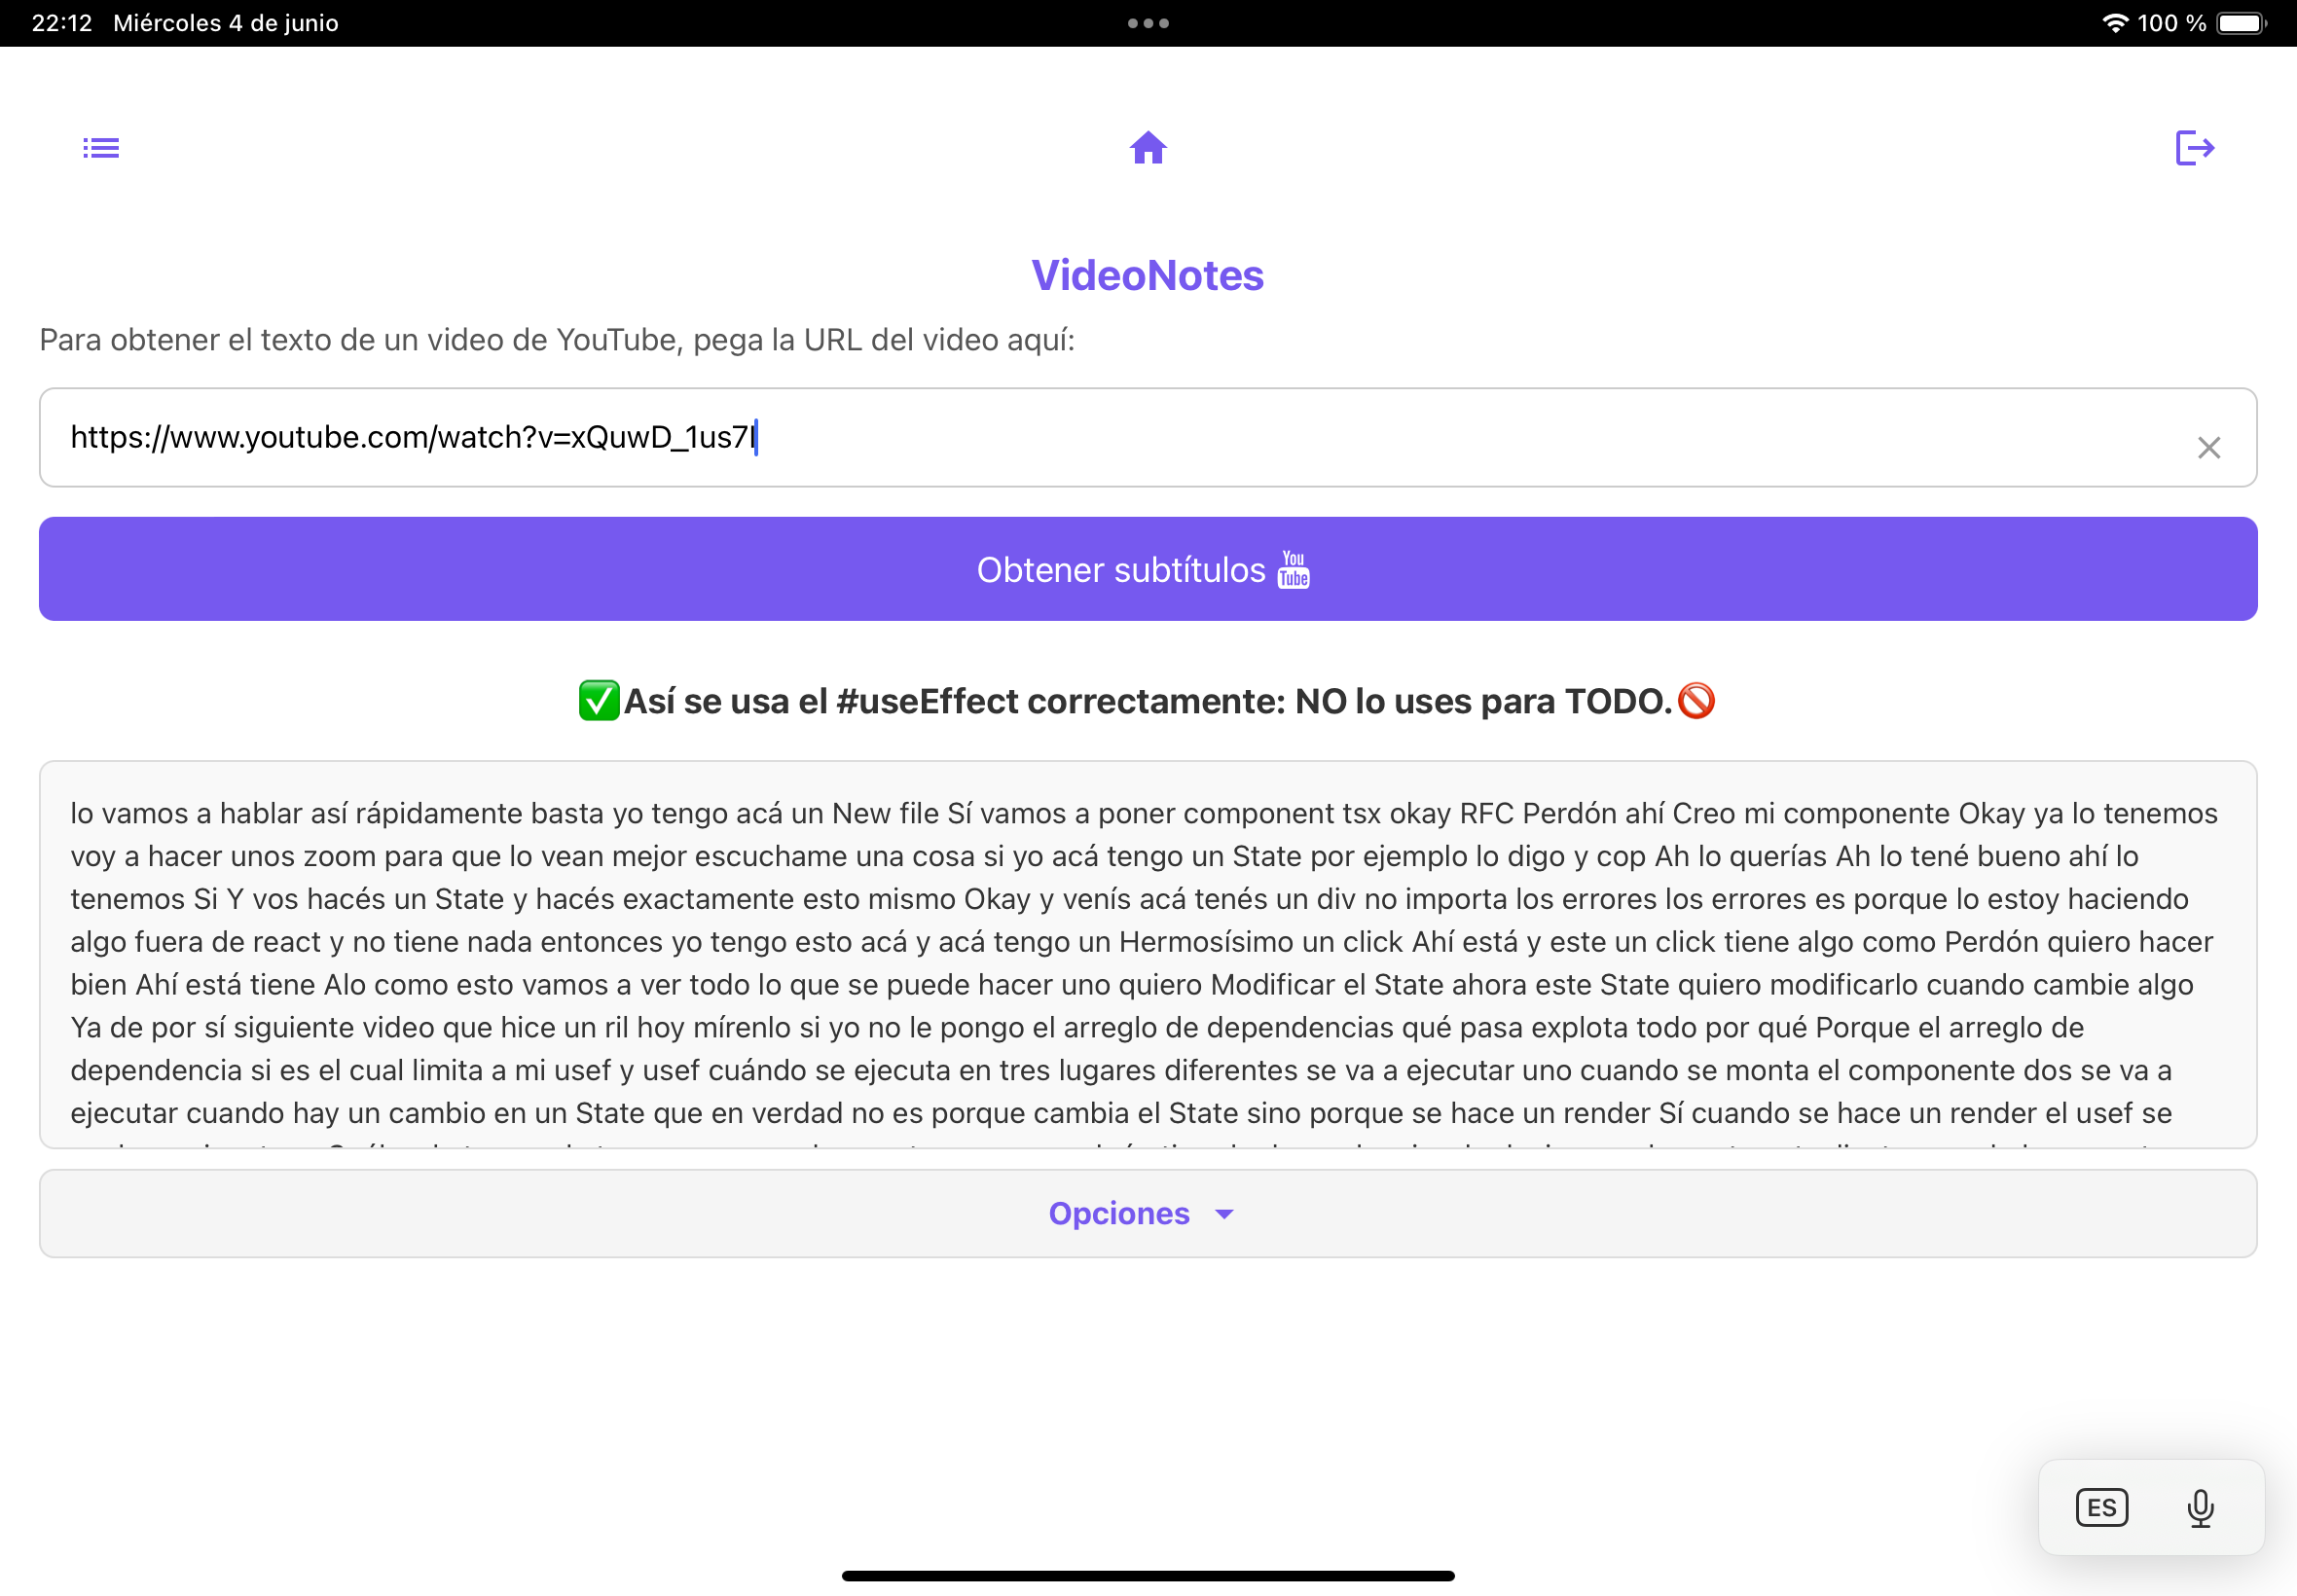 22:12 Miércoles 4 de junio
100 %
VideoNotes
Para obtener el texto de un video de YouTube, pega la URL del video aquí:
https://www.youtube.com/watch?v=xQuwD_1us7I
Obtener subtítulos You Tube
✅Así se usa el #useEffect correctamente: NO lo uses para TODO.🚫
lo vamos a hablar así rápidamente basta yo tengo acá un New file Sí vamos a poner component tsx okay RFC Perdón ahí Creo mi componente Okay ya lo tenemos
voy a hacer unos zoom para que lo vean mejor escuchame una cosa si yo acá tengo un State por ejemplo lo digo y cop Ah lo querías Ah lo tené bueno ahí lo
tenemos Si Y vos hacés un State y hacés exactamente esto mismo Okay y venís acá tenés un div no importa los errores los errores es porque lo estoy haciendo
algo fuera de react y no tiene nada entonces yo tengo esto acá y acá tengo un Hermosísimo un click Ahí está y este un click tiene algo como Perdón quiero hacer
bien Ahí está tiene Alo como esto vamos a ver todo lo que se puede hacer uno quiero Modificar el State ahora este State quiero modificarlo cuando cambie algo
Ya de por sí siguiente video que hice un ril hoy mírenlo si yo no le pongo el arreglo de dependencias qué pasa explota todo por qué Porque el arreglo de
dependencia si es el cual limita a mi usef y usef cuándo se ejecuta en tres lugares diferentes se va a ejecutar uno cuando se monta el componente dos se va a
ejecutar cuando hay un cambio en un State que en verdad no es porque cambia el State sino porque se hace un render Sí cuando se hace un render el usef se
Opciones
ES